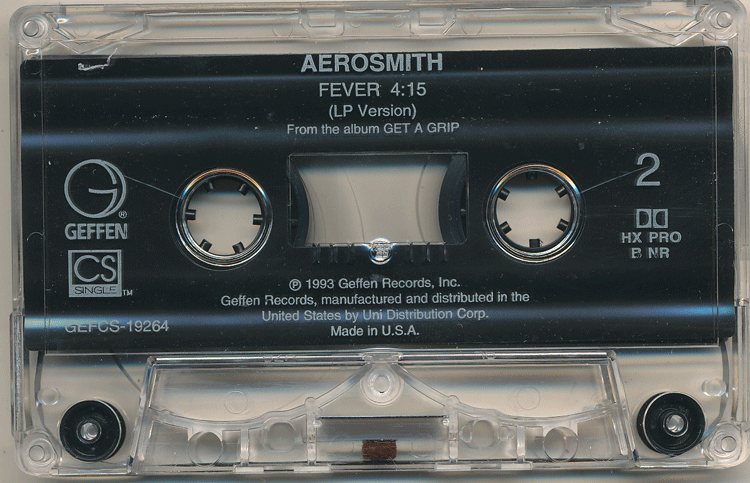 AEROSMITH
FEVER 4:15
(LP Version)
From the album GET A GRIP
G®
GEFFEN
2
HX PRO
B NR
CS
SINGLE™
℗ 1993 Geffen Records, Inc.
Geffen Records, manufactured and distributed in the
United States by Uni Distribution Corp.
Made in U.S.A.
GEFCS-19264